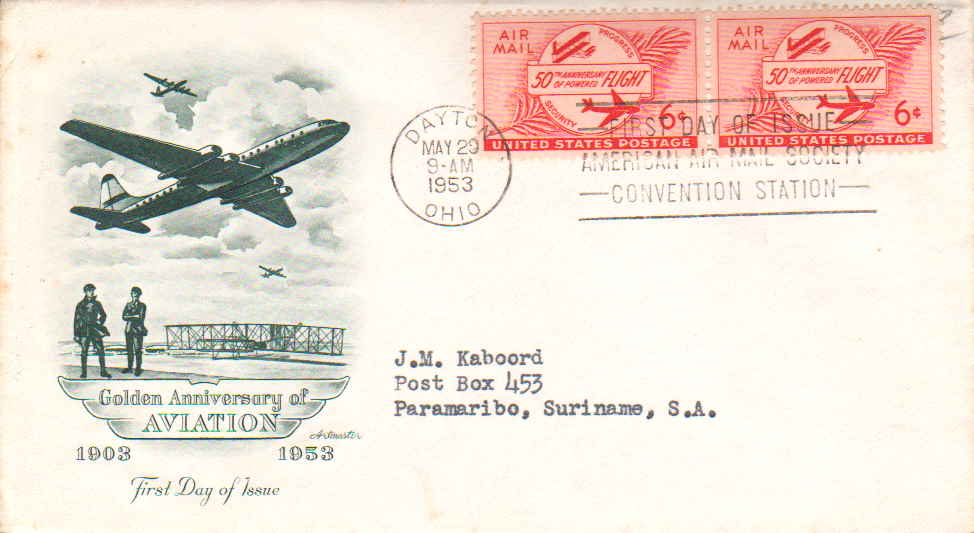 AIR MAIL
PROGRESS
50TH ANNIVERSARY OF POWERED FLIGHT
SECURITY
6¢
UNITED STATES POSTAGE
AIR MAIL
PROGRESS
50TH ANNIVERSARY OF POWERED FLIGHT
6¢
UNITED STATES POSTAGE
DAYTON
MAY 29
9-AM
1953
OHIO
FIRST DAY OF ISSUE
AMERICAN AIR MAIL SOCIETY
CONVENTION STATION
J.M. Kaboord
Post Box 453
Paramaribo, Suriname, S.A.
Golden Anniversary of
AVIATION
Artmaster
1903 1953
First Day of Issue